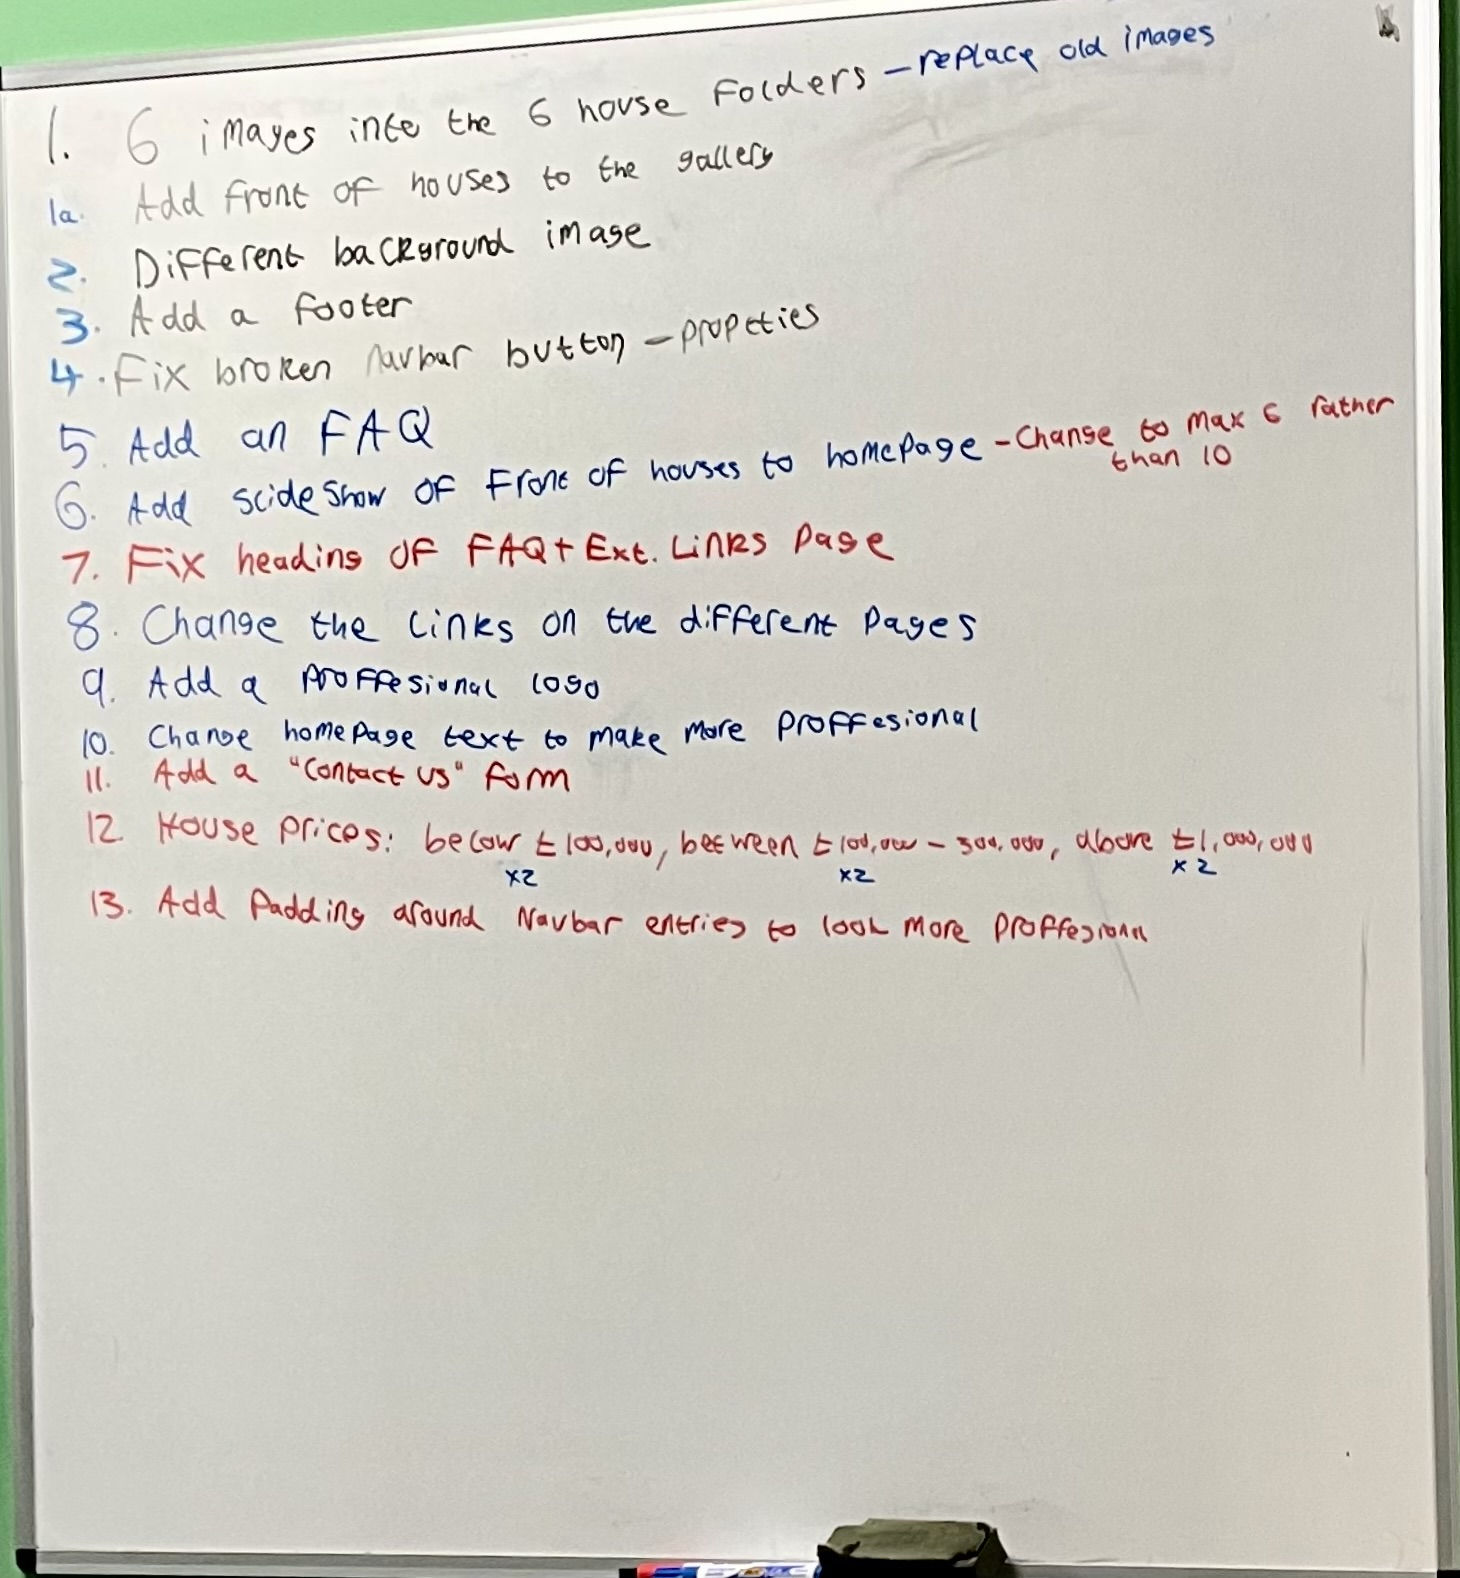 1. 6 images into the 6 house folders - replace old images
1a. Add front of houses to the gallery
2. Different background image
3. Add a footer
4. Fix broken navbar button - propeties
5. Add an FAQ
6. Add slideshow of front of houses to homepage - Change to max 6 rather
than 10
7. Fix heading of FAQ + Ext. Links page
8. Change the links on the different pages
9. Add a proffesional logo
10. Change homepage text to make more proffesional
11. Add a "Contact us" form
12. House prices: below £100,000, between £100,000 - 500,000, above £1,000,000
x2 x2 x2
13. Add padding around Navbar entries to look more proffesional